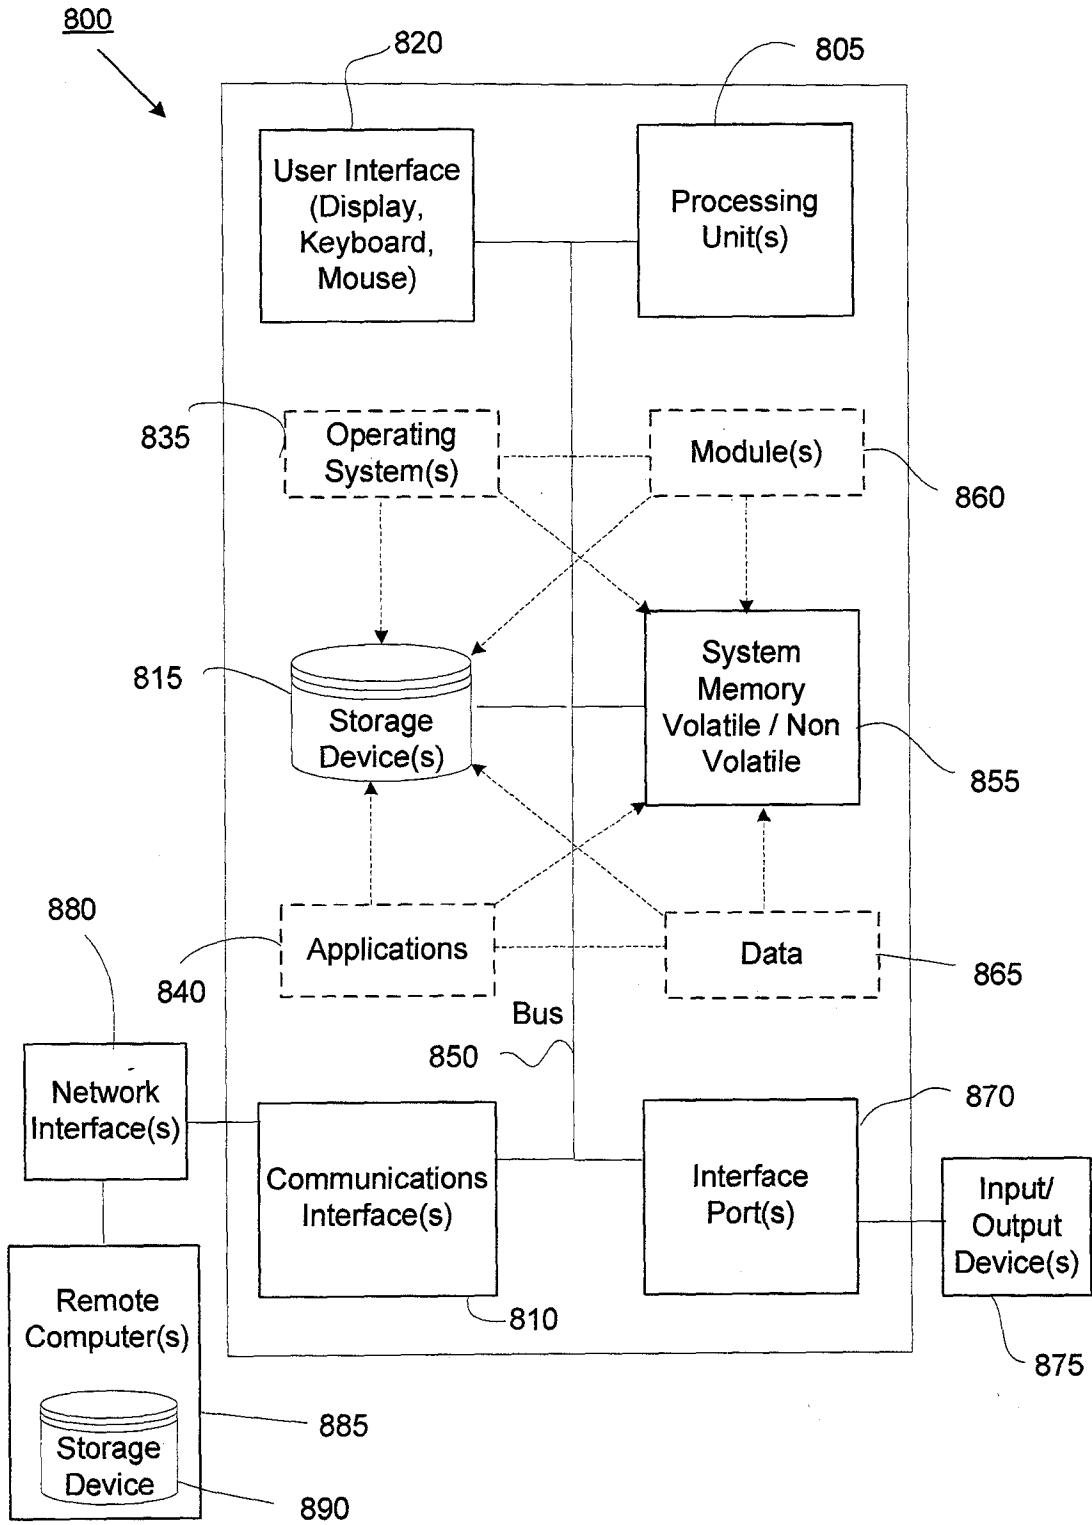 800
820
805
User Interface
(Display,
Keyboard,
Mouse)
Processing
Unit(s)
835
Operating
System(s)
Module(s)
860
815
Storage
Device(s)
System
Memory
Volatile / Non
Volatile
855
880
840
Applications
Data
865
Bus
850
Network
Interface(s)
870
Communications
Interface(s)
Interface
Port(s)
Input/
Output
Device(s)
810
875
Remote
Computer(s)
885
Storage
Device
890